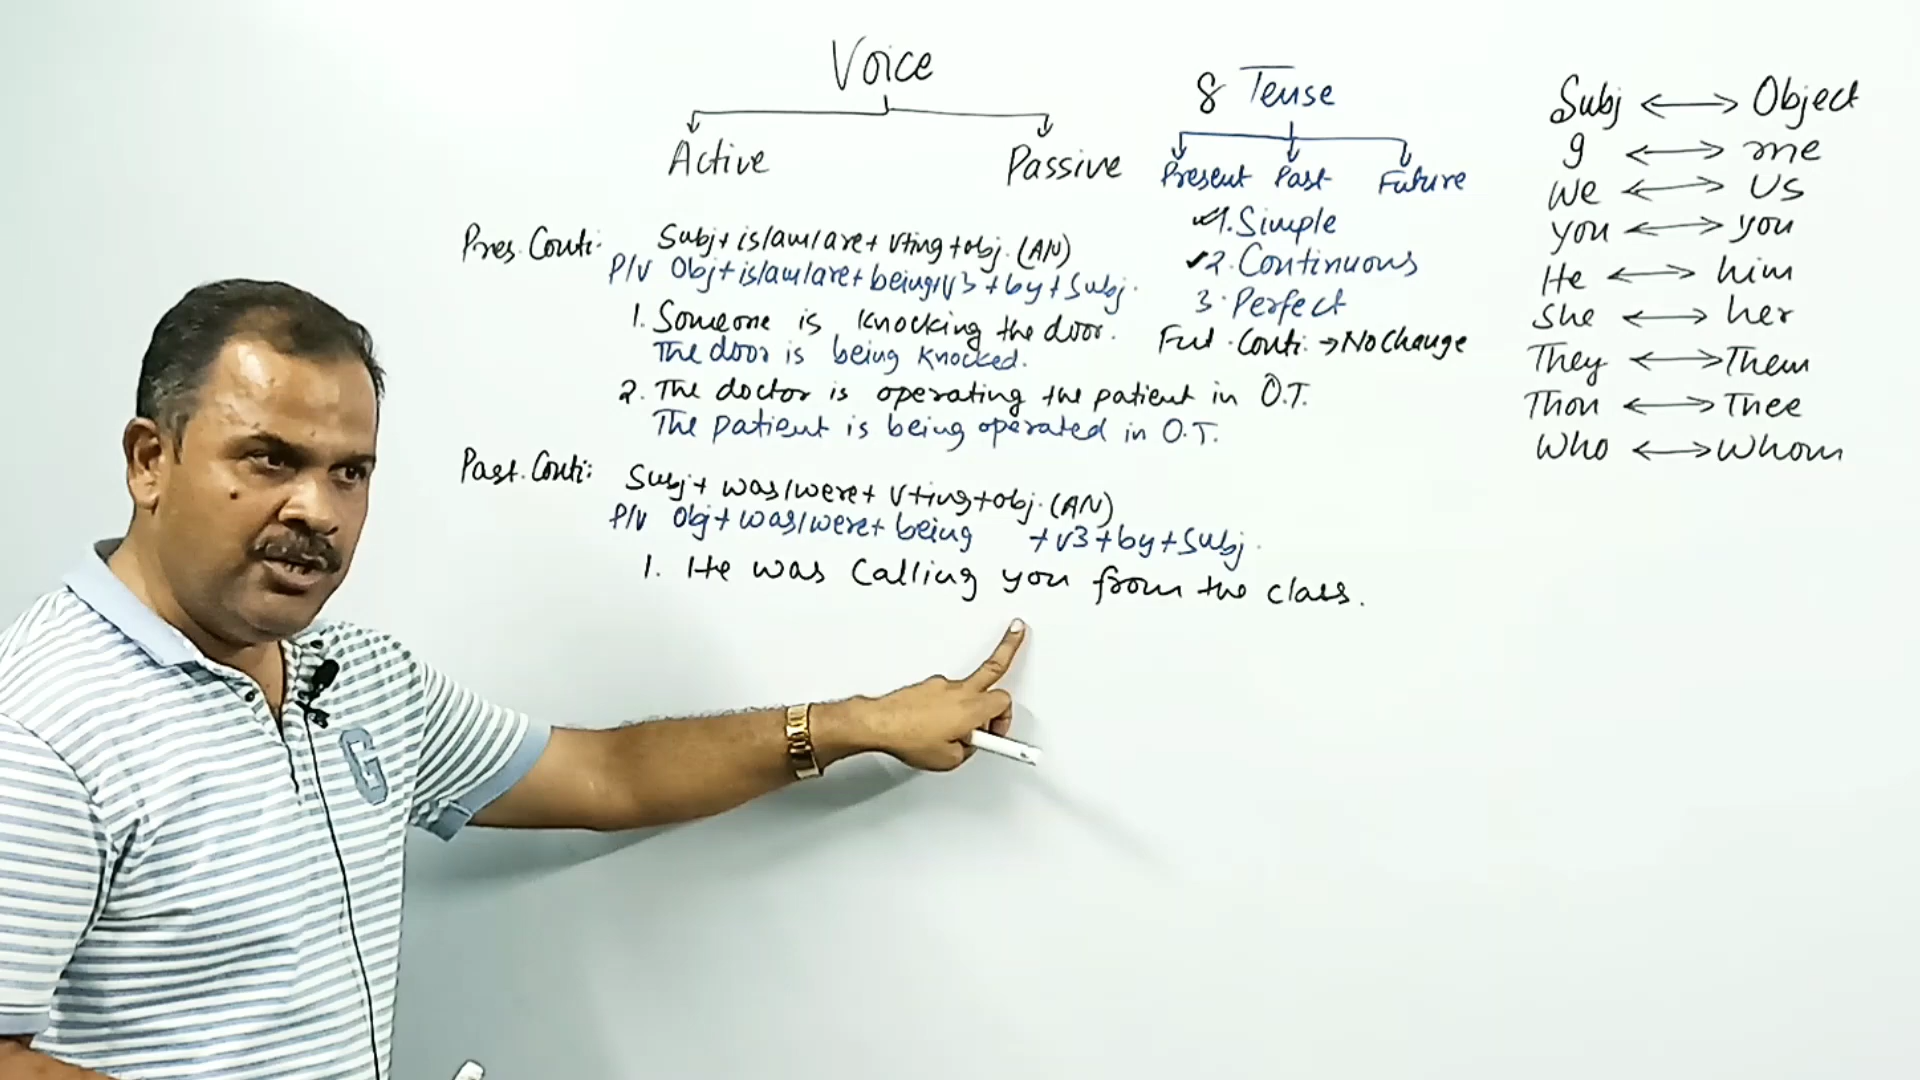 Voice
Active Passive
Pres. Conti: Subj + is/am/are + V+ing + obj. (AN)
P/V Obj + is/am/are + being + V3 + by + Subj.
1. Someone is knocking the door.
The door is being knocked.
2. The doctor is operating the patient in O.T.
The patient is being operated in O.T.
Past. Conti: Subj + was/were + V+ing + obj. (AN)
P/V Obj + was/were + being + V3 + by + Subj.
1. He was calling you from the class.
8 Tense
Present Past Future
1. Simple
2. Continuous
3. Perfect
Fut. Conti. → No Change
Subj ↔ Object
I ↔ me
We ↔ US
you ↔ you
He ↔ him
She ↔ her
They ↔ Them
Thou ↔ Thee
Who ↔ Whom
G